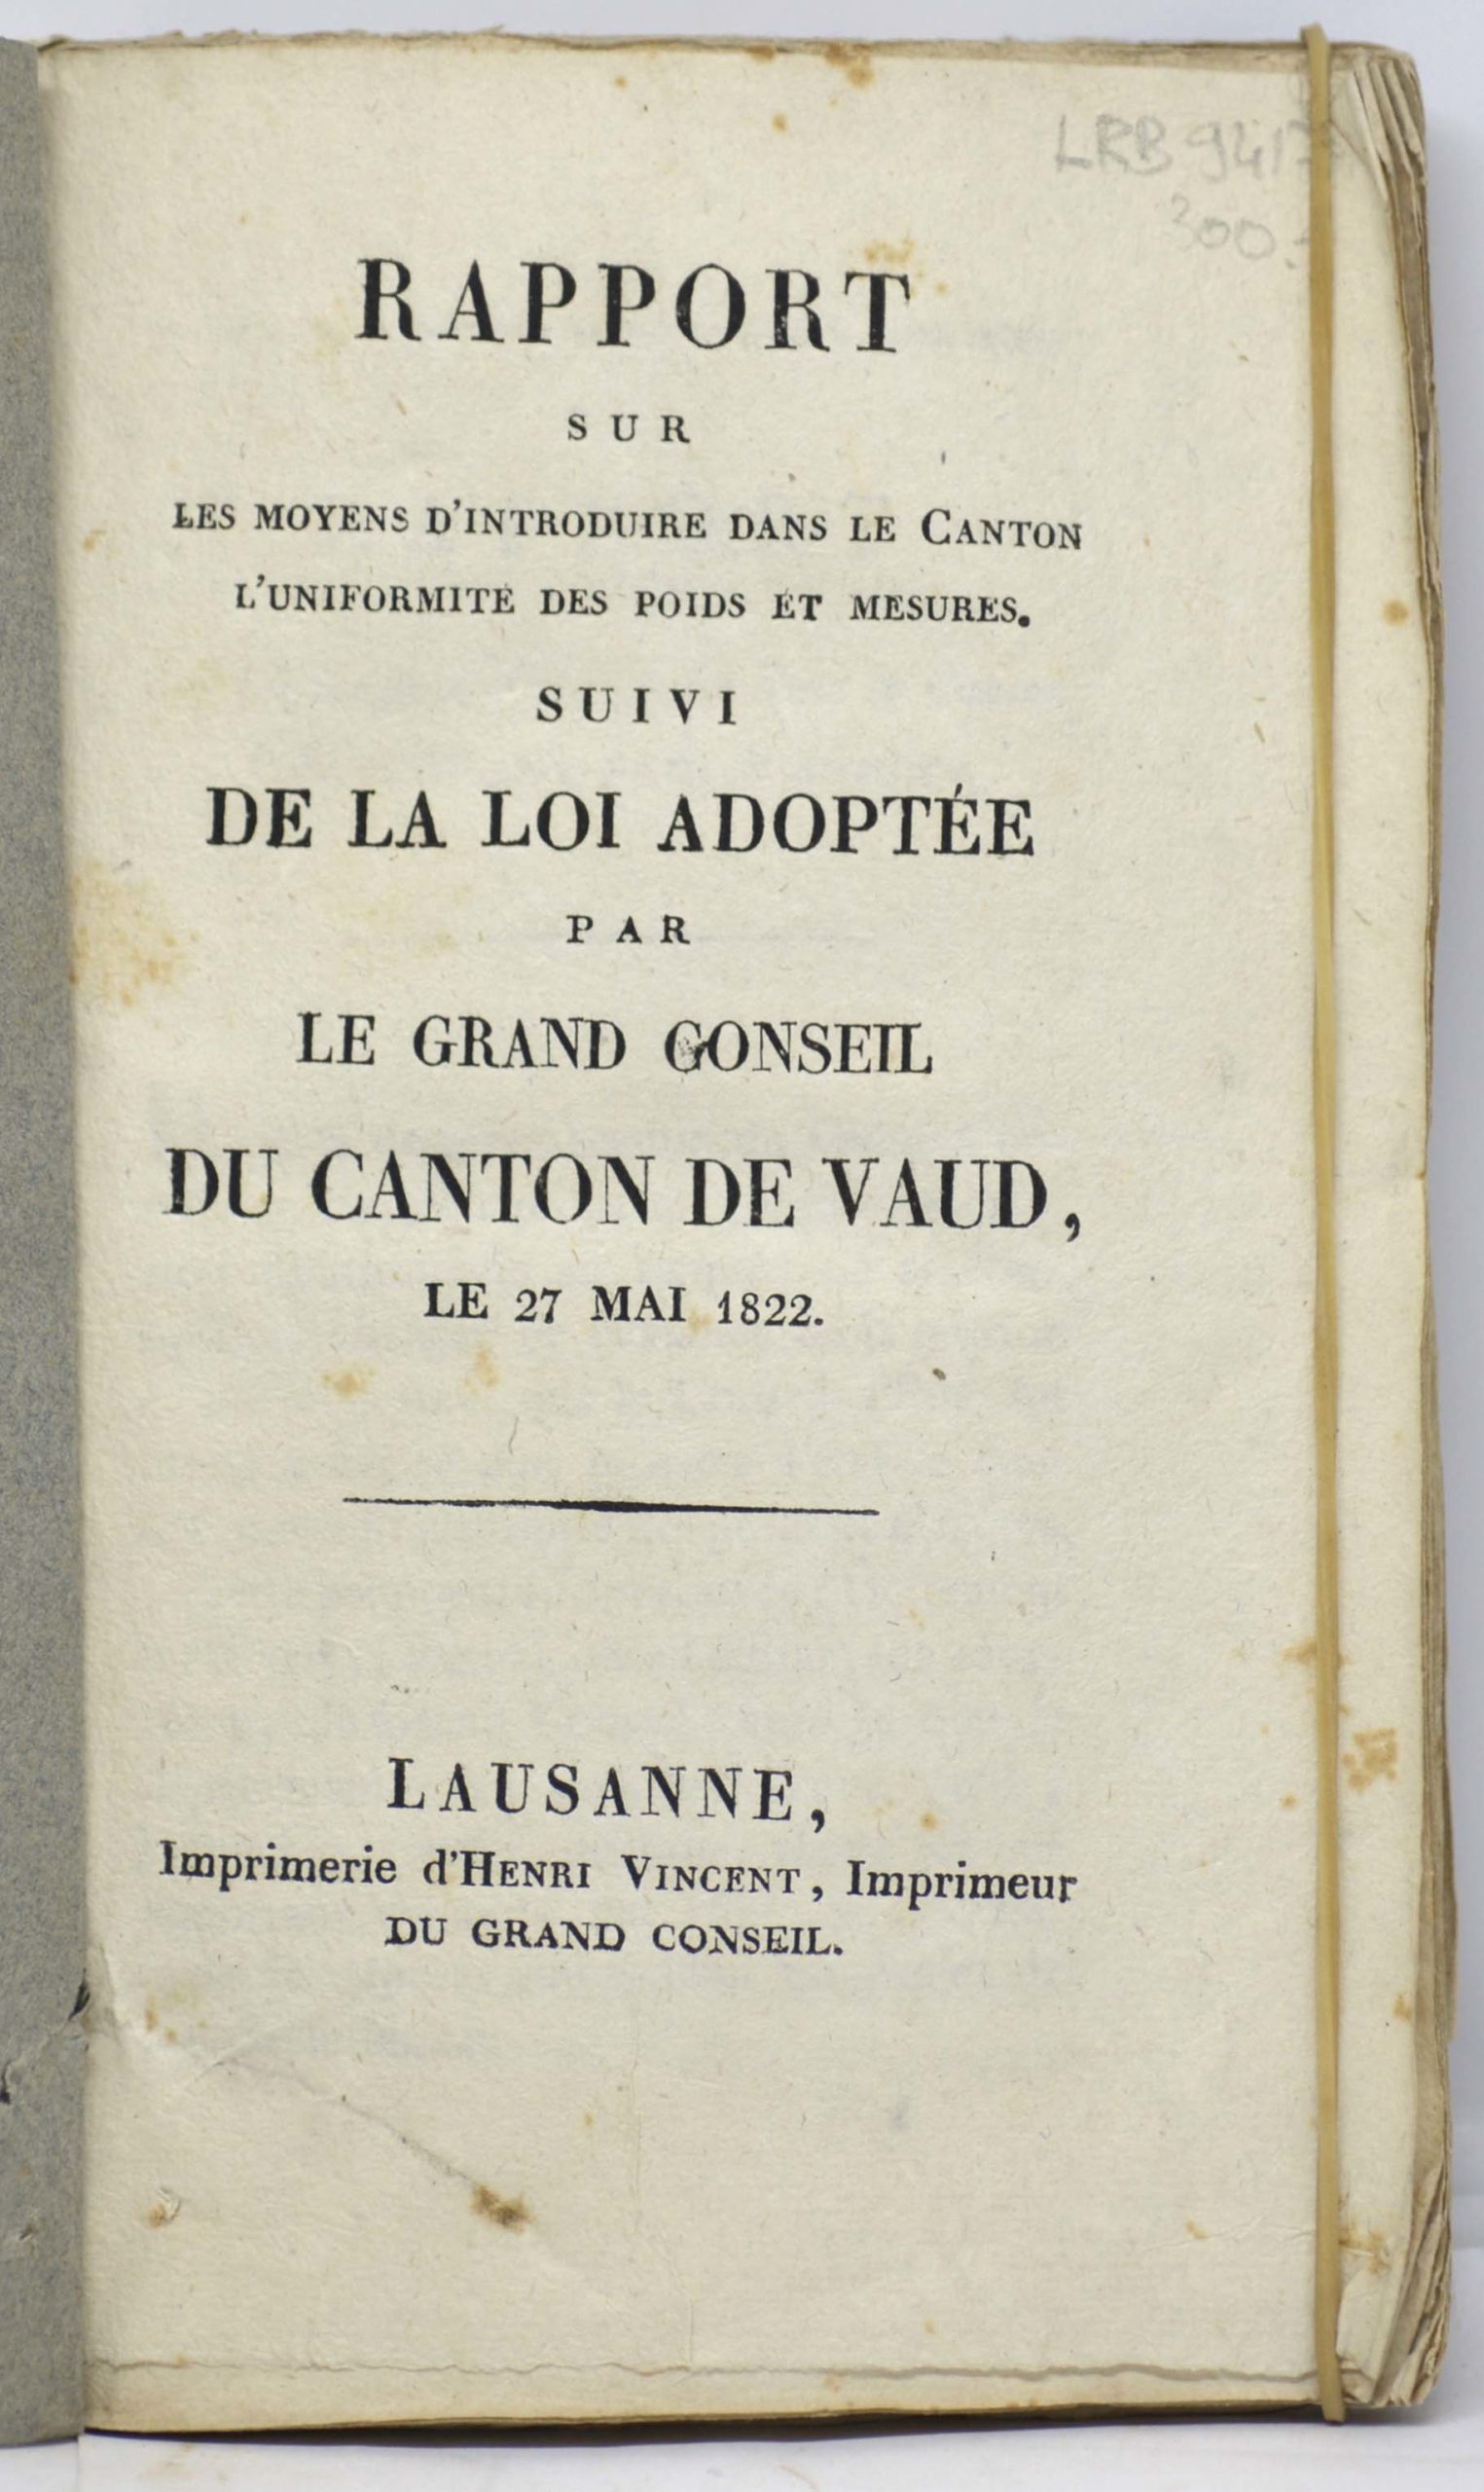 LRB 9417
300.-
RAPPORT
SUR
LES MOYENS D'INTRODUIRE DANS LE CANTON
L'UNIFORMITÉ DES POIDS ET MESURES.
SUIVI
DE LA LOI ADOPTÉE
PAR
LE GRAND CONSEIL
DU CANTON DE VAUD,
LE 27 MAI 1822.
LAUSANNE,
Imprimerie d'HENRI VINCENT, Imprimeur
DU GRAND CONSEIL.